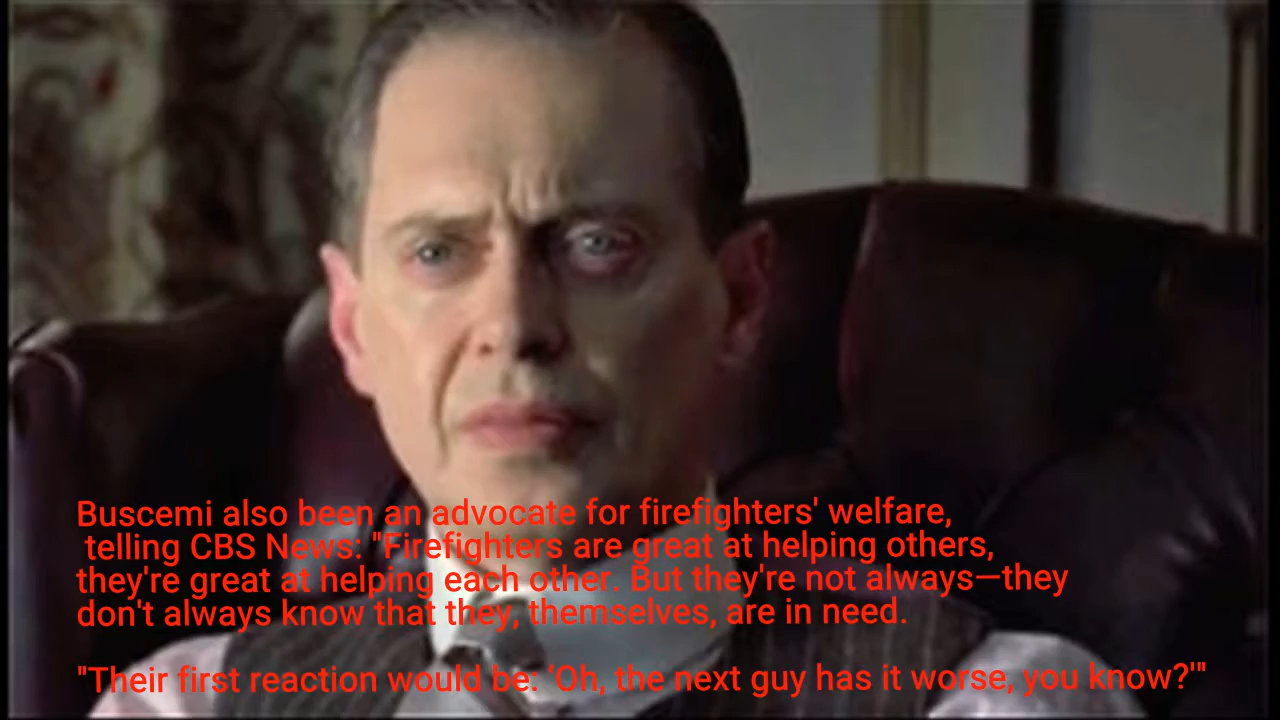 Buscemi also been an advocate for firefighters' welfare,
telling CBS News: "Firefighters are great at helping others,
they're great at helping each other. But they're not always—they
don't always know that they, themselves, are in need.
"Their first reaction would be: ‘Oh, the next guy has it worse, you know?'"